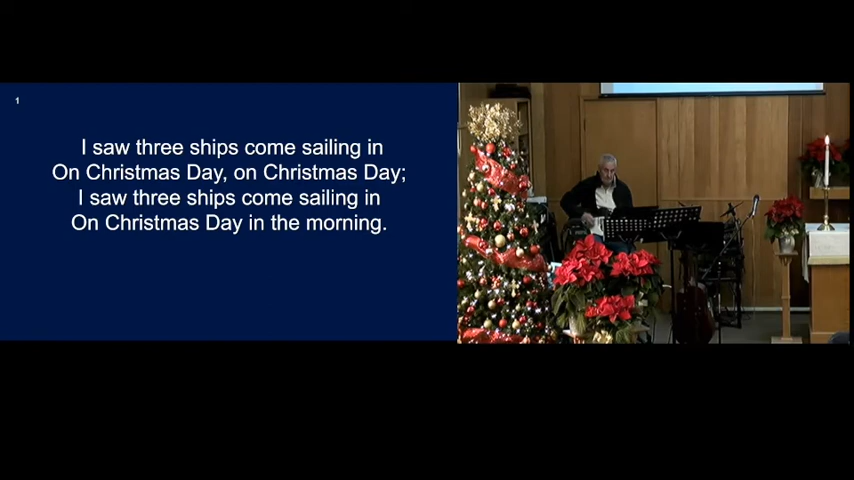 1
I saw three ships come sailing in
On Christmas Day, on Christmas Day;
I saw three ships come sailing in
On Christmas Day in the morning.